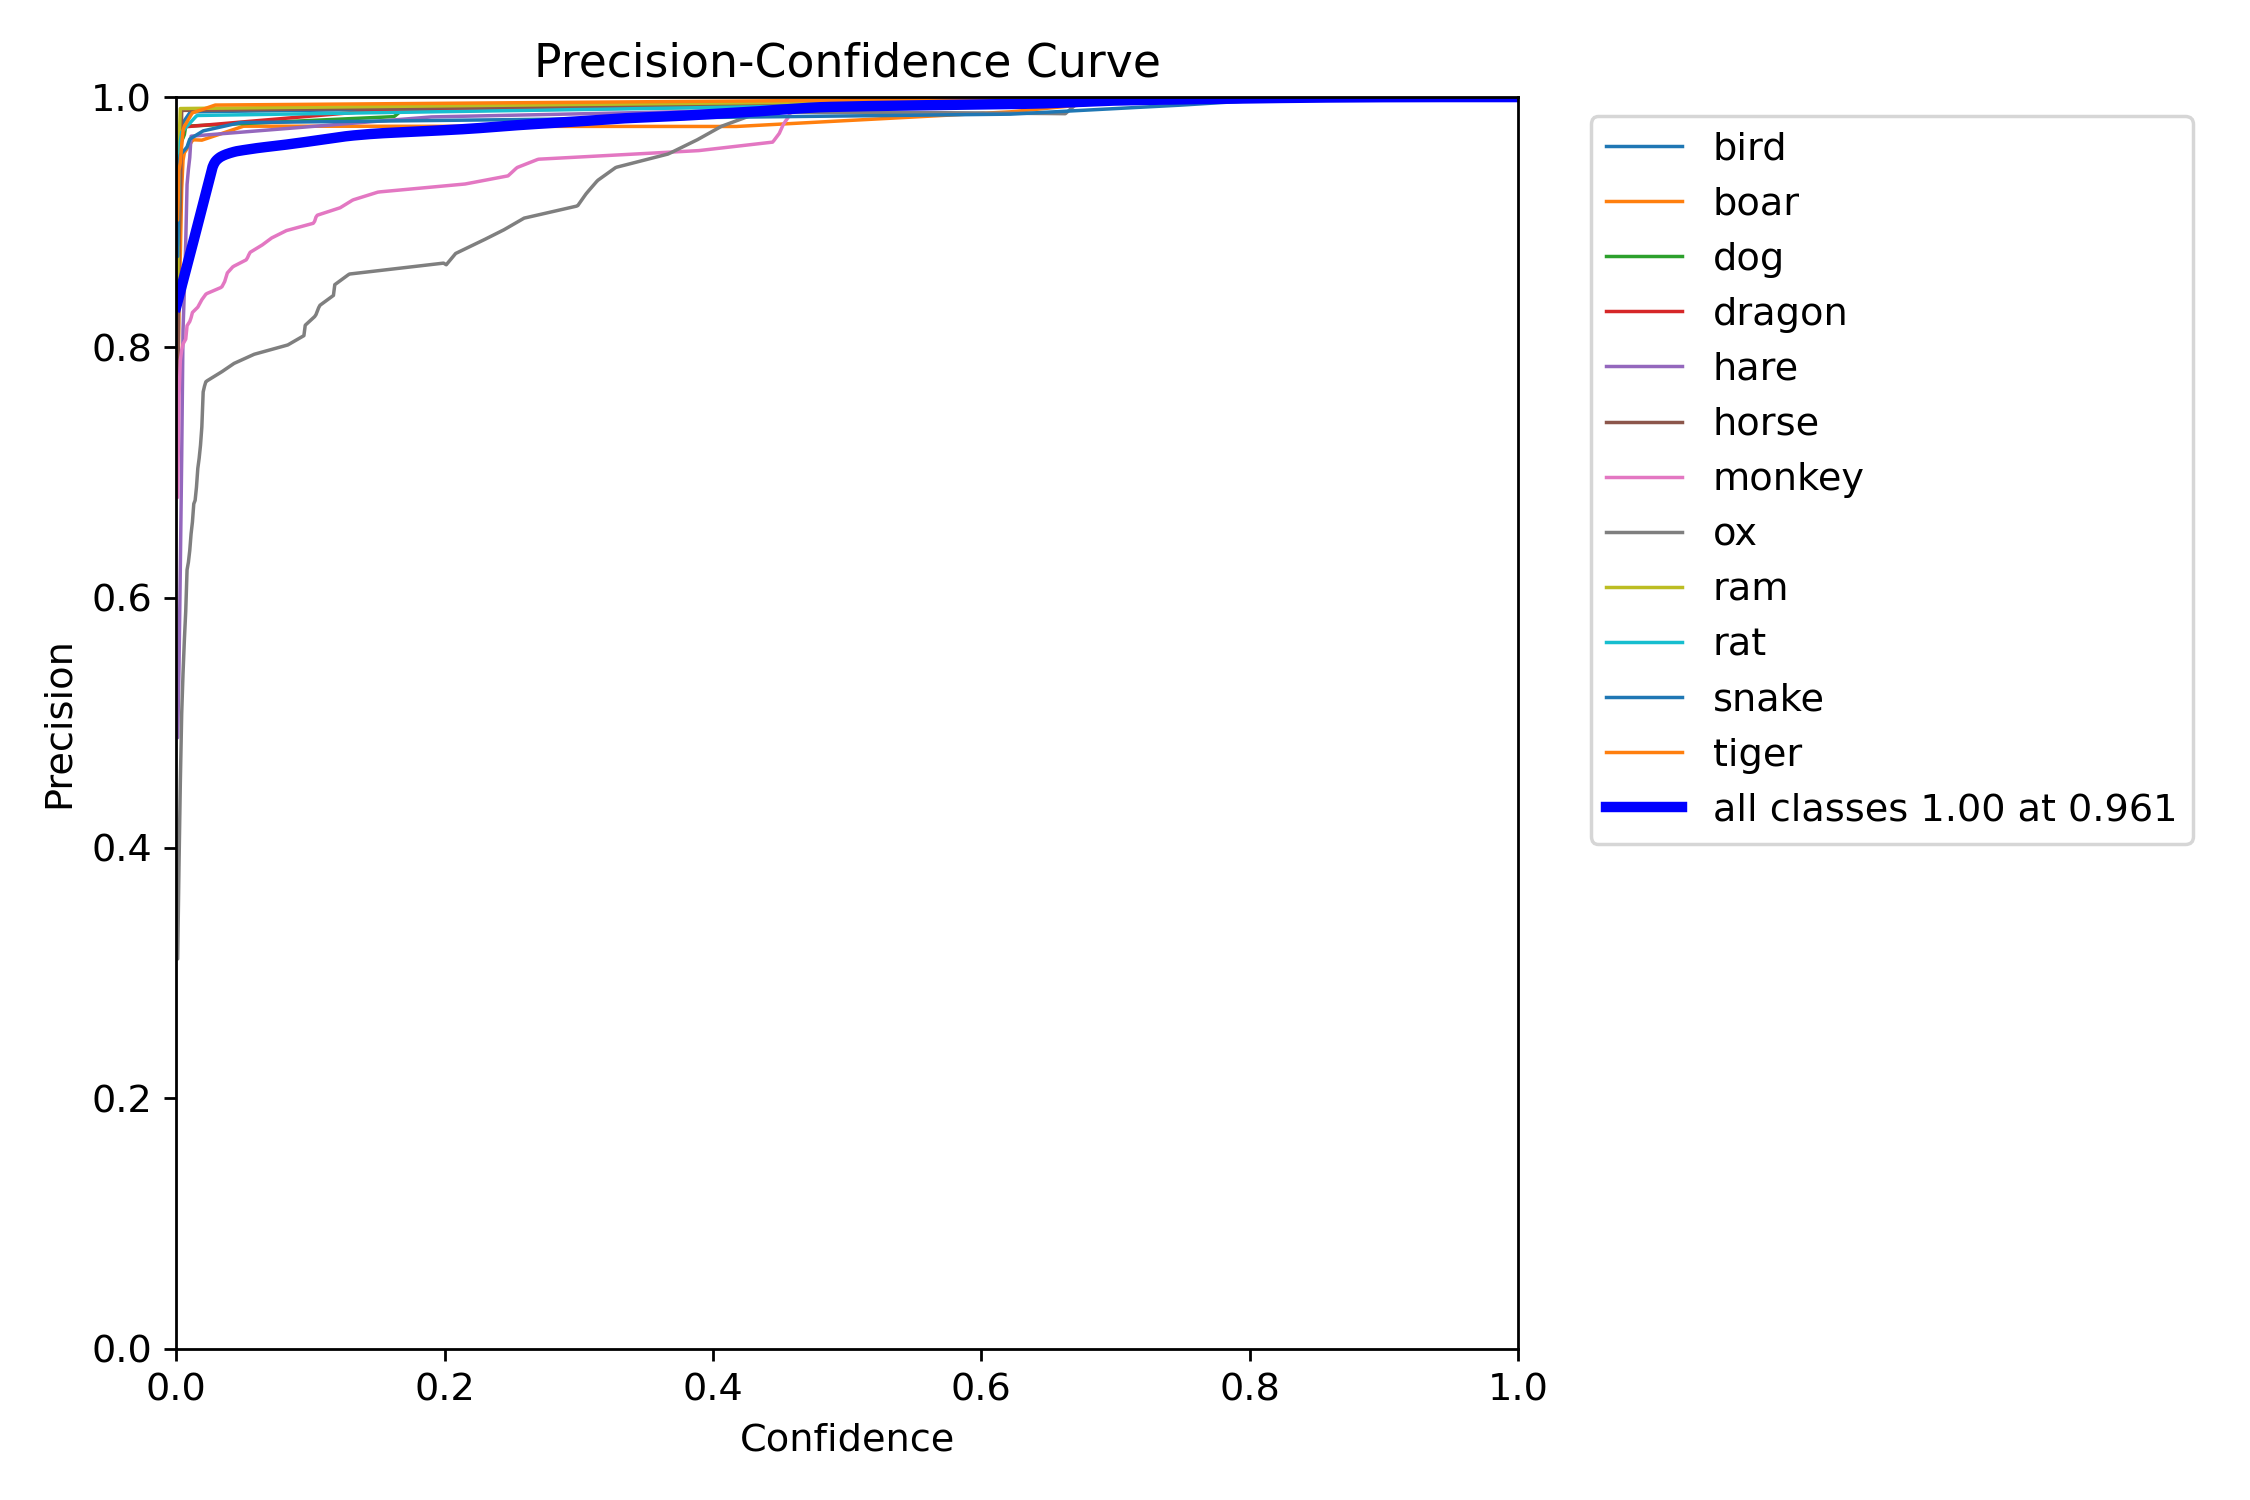 Precision-Confidence Curve
1.0
0.8
0.6
0.4
0.2
0.0
Precision
0.0 0.2 0.4 0.6 0.8 1.0
Confidence
bird
boar
dog
dragon
hare
horse
monkey
ox
ram
rat
snake
tiger
all classes 1.00 at 0.961